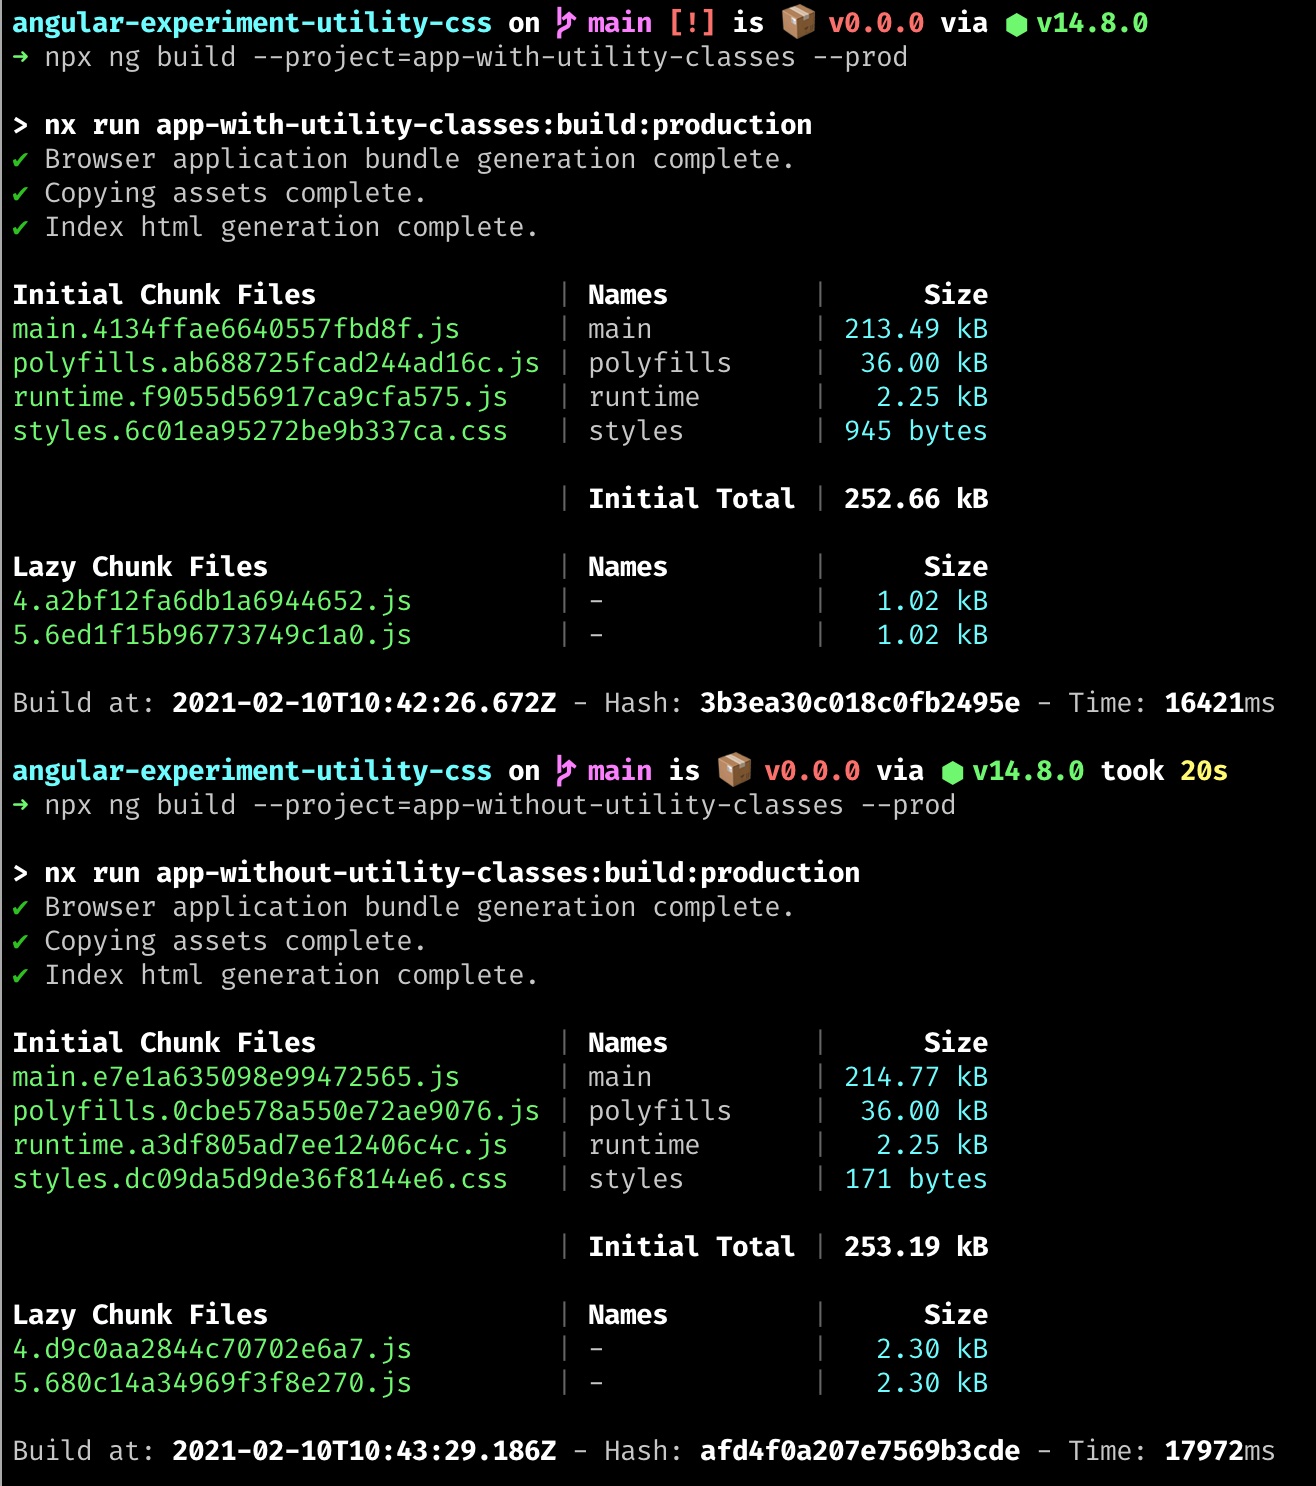 angular-experiment-utility-css on main [!] is 📦 v0.0.0 via ⬢ v14.8.0
➜ npx ng build --project=app-with-utility-classes --prod
> nx run app-with-utility-classes:build:production
✔ Browser application bundle generation complete.
✔ Copying assets complete.
✔ Index html generation complete.
Initial Chunk Files | Names | Size
main.4134ffae6640557fbd8f.js | main | 213.49 kB
polyfills.ab688725fcad244ad16c.js | polyfills | 36.00 kB
runtime.f9055d56917ca9cfa575.js | runtime | 2.25 kB
styles.6c01ea95272be9b337ca.css | styles | 945 bytes
| Initial Total | 252.66 kB
Lazy Chunk Files | Names | Size
4.a2bf12fa6db1a6944652.js | - | 1.02 kB
5.6ed1f15b96773749c1a0.js | - | 1.02 kB
Build at: 2021-02-10T10:42:26.672Z - Hash: 3b3ea30c018c0fb2495e - Time: 16421ms
angular-experiment-utility-css on main is 📦 v0.0.0 via ⬢ v14.8.0 took 20s
➜ npx ng build --project=app-without-utility-classes --prod
> nx run app-without-utility-classes:build:production
✔ Browser application bundle generation complete.
✔ Copying assets complete.
✔ Index html generation complete.
Initial Chunk Files | Names | Size
main.e7e1a635098e99472565.js | main | 214.77 kB
polyfills.0cbe578a550e72ae9076.js | polyfills | 36.00 kB
runtime.a3df805ad7ee12406c4c.js | runtime | 2.25 kB
styles.dc09da5d9de36f8144e6.css | styles | 171 bytes
| Initial Total | 253.19 kB
Lazy Chunk Files | Names | Size
4.d9c0aa2844c70702e6a7.js | - | 2.30 kB
5.680c14a34969f3f8e270.js | - | 2.30 kB
Build at: 2021-02-10T10:43:29.186Z - Hash: afd4f0a207e7569b3cde - Time: 17972ms